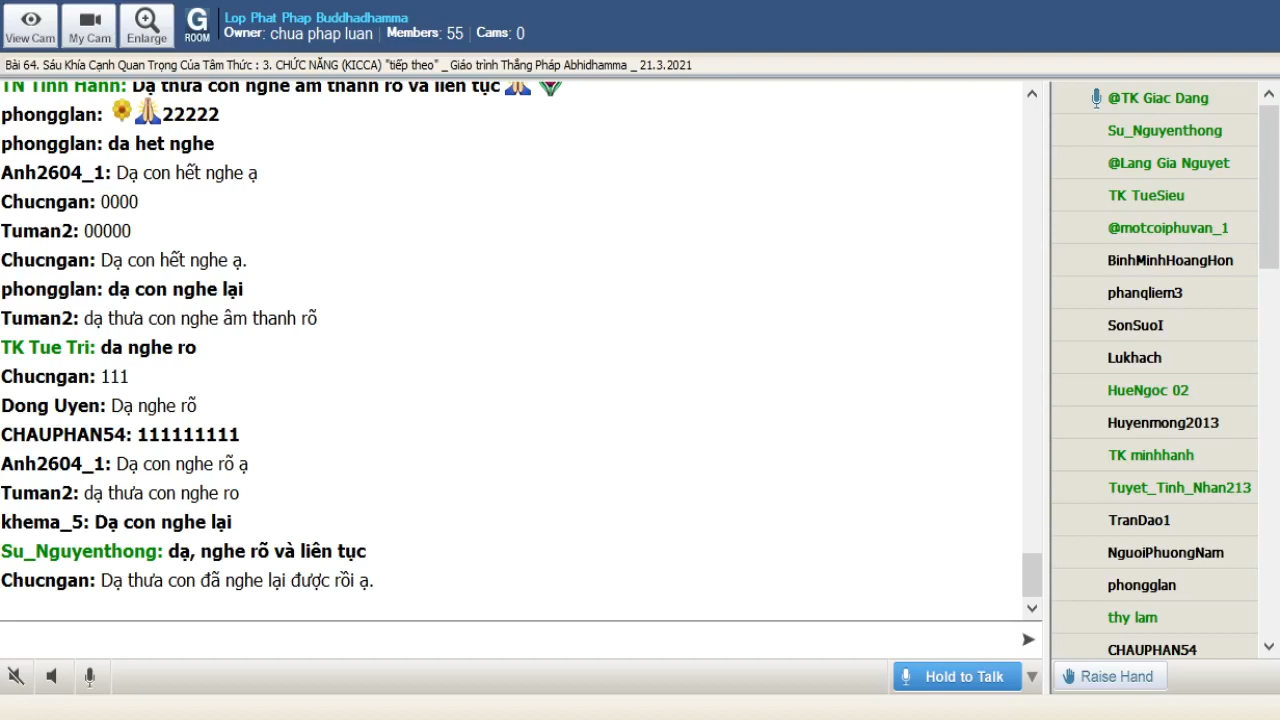 View Cam
My Cam
Enlarge
G
ROOM
Lop Phat Phap Buddhadhamma
Owner: chua phap luan | Members: 55 | Cams: 0
Bài 64. Sáu Khía Cạnh Quan Trọng Của Tâm Thức : 3. CHỨC NĂNG (KICCA) "tiếp theo" _ Giáo trình Thắng Pháp Abhidhamma _ 21.3.2021
TN Tinh Hanh: Dạ thưa con nghe âm thanh rõ và liên tục
phongglan: 22222
phongglan: da het nghe
Anh2604_1: Dạ con hết nghe ạ
Chucngan: 0000
Tuman2: 00000
Chucngan: Dạ con hết nghe ạ.
phongglan: dạ con nghe lại
Tuman2: dạ thưa con nghe âm thanh rõ
TK Tue Tri: da nghe ro
Chucngan: 111
Dong Uyen: Dạ nghe rõ
CHAUPHAN54: 111111111
Anh2604_1: Dạ con nghe rõ ạ
Tuman2: dạ thưa con nghe ro
khema_5: Dạ con nghe lại
Su_Nguyenthong: dạ, nghe rõ và liên tục
Chucngan: Dạ thưa con đã nghe lại được rồi ạ.
Hold to Talk
@TK Giac Dang
Su_Nguyenthong
@Lang Gia Nguyet
TK TueSieu
@motcoiphuvan_1
BinhMinhHoangHon
phanqliem3
SonSuoI
Lukhach
HueNgoc 02
Huyenmong2013
TK minhhanh
Tuyet_Tinh_Nhan213
TranDao1
NguoiPhuongNam
phongglan
thy lam
CHAUPHAN54
Raise Hand